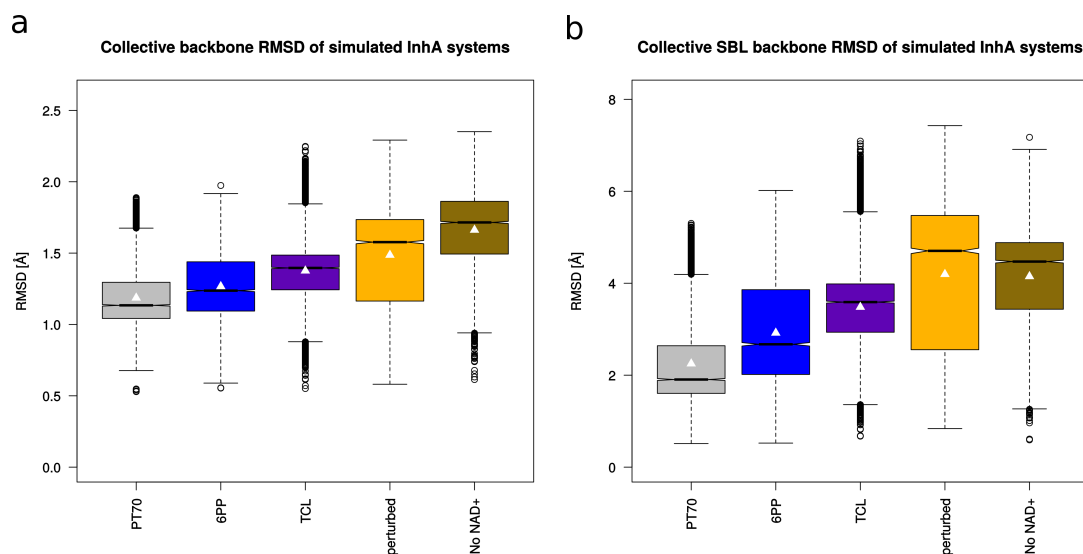 a
Collective backbone RMSD of simulated InhA systems
RMSD [Å]
2.5
2.0
1.5
1.0
0.5
0.0
PT70
6PP
TCL
perturbed
No NAD+
b
Collective SBL backbone RMSD of simulated InhA systems
RMSD [Å]
8
6
4
2
0
PT70
6PP
TCL
perturbed
No NAD+